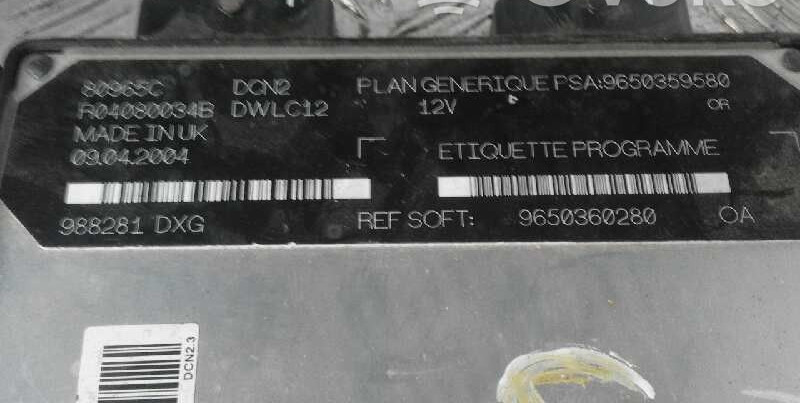 80965C DCN2 PLAN GENERIQUE PSA:9650359580
R04080034B DWLC12 12V OR
MADE IN UK
09.04.2004 ETIQUETTE PROGRAMME
988281 DXG REF SOFT: 9650360280 0A
DCN2.3